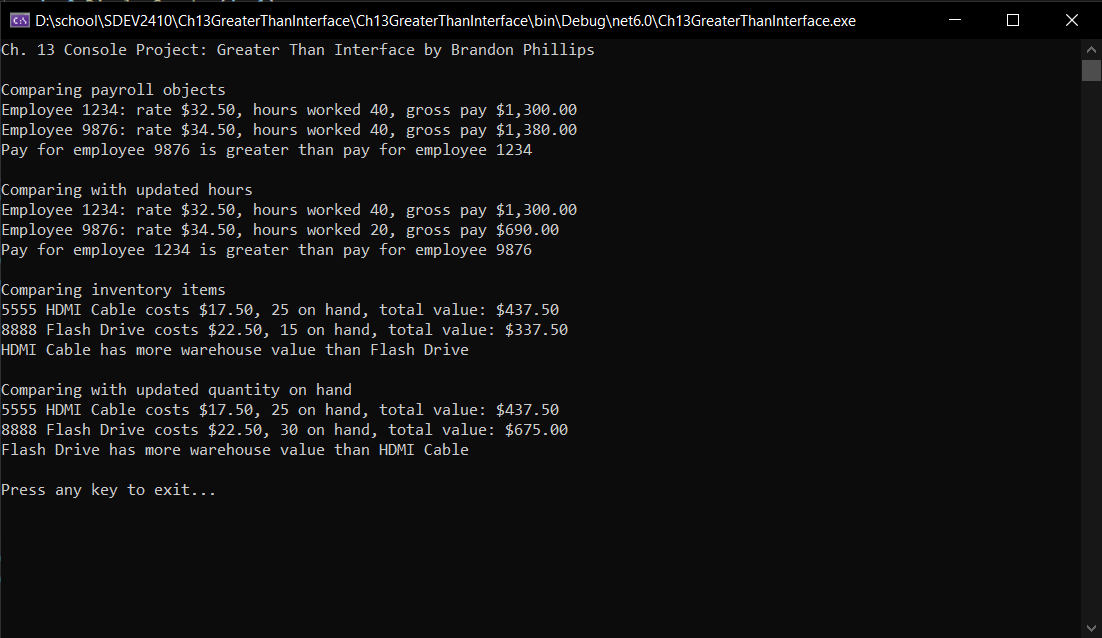 D:\school\SDEV2410\Ch13GreaterThanInterface\Ch13GreaterThanInterface\bin\Debug\net6.0\Ch13GreaterThanInterface.exe
Ch. 13 Console Project: Greater Than Interface by Brandon Phillips
Comparing payroll objects
Employee 1234: rate $32.50, hours worked 40, gross pay $1,300.00
Employee 9876: rate $34.50, hours worked 40, gross pay $1,380.00
Pay for employee 9876 is greater than pay for employee 1234
Comparing with updated hours
Employee 1234: rate $32.50, hours worked 40, gross pay $1,300.00
Employee 9876: rate $34.50, hours worked 20, gross pay $690.00
Pay for employee 1234 is greater than pay for employee 9876
Comparing inventory items
5555 HDMI Cable costs $17.50, 25 on hand, total value: $437.50
8888 Flash Drive costs $22.50, 15 on hand, total value: $337.50
HDMI Cable has more warehouse value than Flash Drive
Comparing with updated quantity on hand
5555 HDMI Cable costs $17.50, 25 on hand, total value: $437.50
8888 Flash Drive costs $22.50, 30 on hand, total value: $675.00
Flash Drive has more warehouse value than HDMI Cable
Press any key to exit...